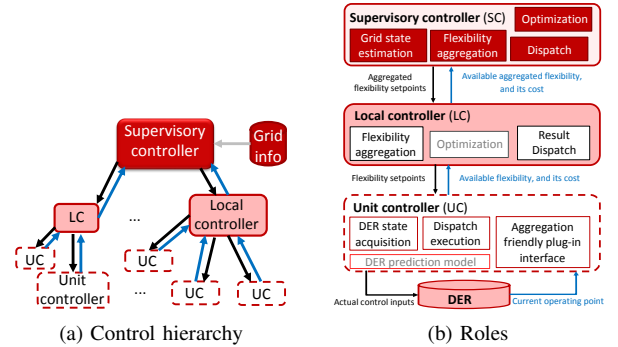 Supervisory
controller
Grid
info
LC
...
Local
controller
UC
Unit
controller
UC
...
UC
UC
(a) Control hierarchy
Supervisory controller (SC)
Optimization
Grid state
estimation
Flexibility
aggregation
Dispatch
Aggregated
flexibility setpoints
Available aggregated flexibility,
and its cost
Local controller (LC)
Flexibility
aggregation
Optimization
Result
Dispatch
Flexibility setpoints
Available flexibility, and its cost
Unit controller (UC)
DER state
acquisition
Dispatch
execution
Aggregation
friendly plug-in
interface
DER prediction model
Actual control inputs
DER
Current operating point
(b) Roles